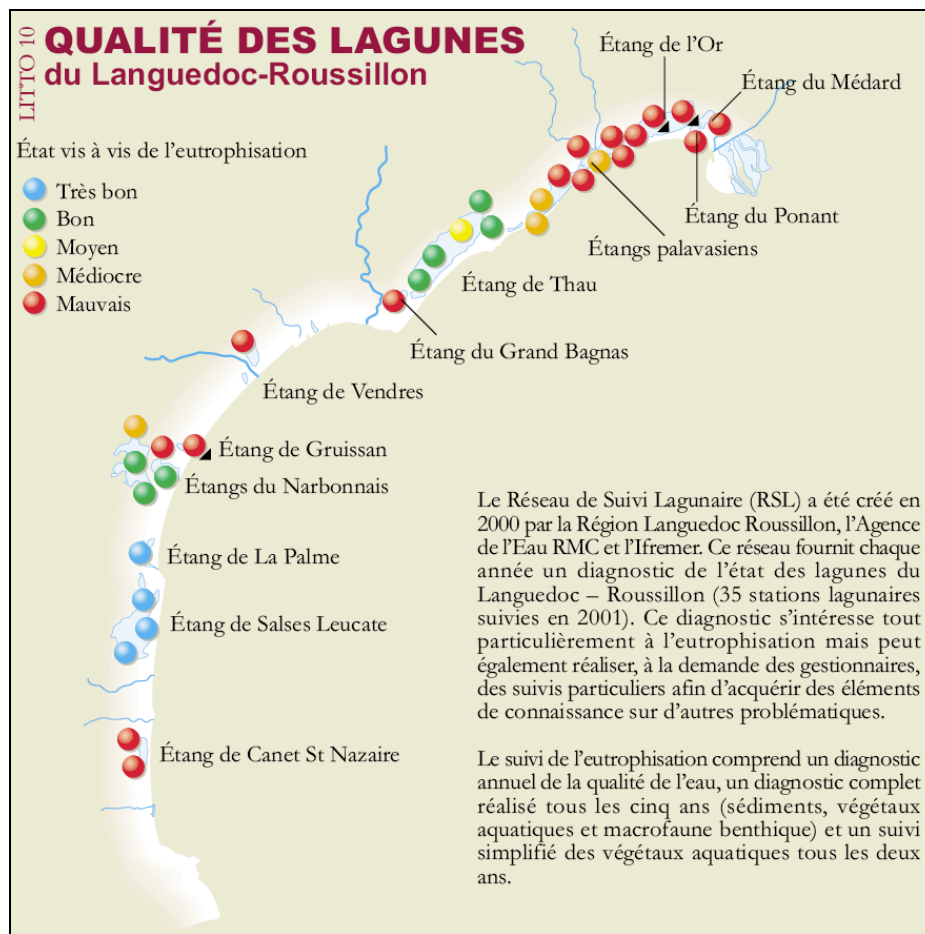 LITTO 10
QUALITÉ DES LAGUNES
du Languedoc-Roussillon
État vis à vis de l'eutrophisation
Très bon
Bon
Moyen
Médiocre
Mauvais
Étang de l'Or
Étang du Médard
Étang du Ponant
Étangs palavasiens
Étang de Thau
Étang du Grand Bagnas
Étang de Vendres
Étang de Gruissan
Étangs du Narbonnais
Étang de La Palme
Étang de Salses Leucate
Étang de Canet St Nazaire
Le Réseau de Suivi Lagunaire (RSL) a été créé en
2000 par la Région Languedoc Roussillon, l'Agence
de l'Eau RMC et l'Ifremer. Ce réseau fournit chaque
année un diagnostic de l'état des lagunes du
Languedoc – Roussillon (35 stations lagunaires
suivies en 2001). Ce diagnostic s'intéresse tout
particulièrement à l'eutrophisation mais peut
également réaliser, à la demande des gestionnaires,
des suivis particuliers afin d'acquérir des éléments
de connaissance sur d'autres problématiques.
Le suivi de l'eutrophisation comprend un diagnostic
annuel de la qualité de l'eau, un diagnostic complet
réalisé tous les cinq ans (sédiments, végétaux
aquatiques et macrofaune benthique) et un suivi
simplifié des végétaux aquatiques tous les deux
ans.